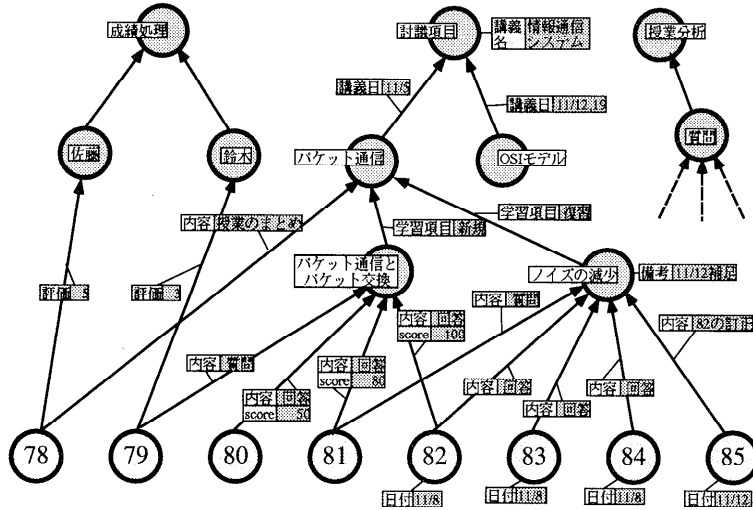 成績処理
討議項目
講義名 情報通信システム
授業分析
講義日 11/5
講義日 11/12,19
佐藤
鈴木
パケット通信
OSIモデル
質問
内容 授業のまとめ
学習項目 復習
学習項目 新規
評価 5
評価 3
パケット通信と
パケット交換
ノイズの減少
備考 11/12補足
内容 質問
内容 回答
score 100
内容 82の訂正
内容 質問
内容 回答
score 80
内容 回答
score 50
内容 回答
内容 回答
内容 回答
78
79
80
81
82
83
84
85
日付 11/8
日付 11/8
日付 11/8
日付 11/12